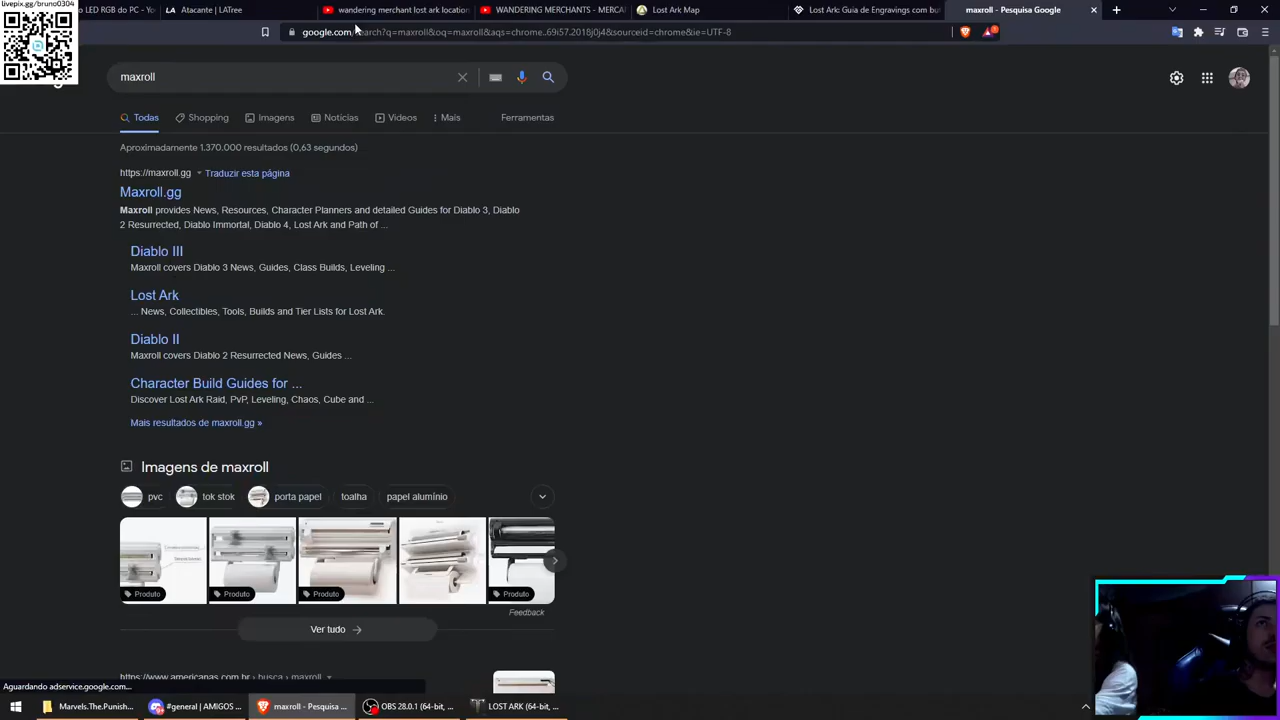 livepix.gg/bruno0304
o LED RGB do PC - Yo
LA Atacante | LATree
wandering merchant lost ark location
WANDERING MERCHANTS - MERCA
Lost Ark Map
Lost Ark: Guia de Engravings com bu
maxroll - Pesquisa Google
google.com/search?q=maxroll&oq=maxroll&aqs=chrome..69i57.2018j0j4&sourceid=chrome&ie=UTF-8
maxroll
Todas
Shopping
Imagens
Notícias
Vídeos
Mais
Ferramentas
Aproximadamente 1.370.000 resultados (0,63 segundos)
https://maxroll.gg
Traduzir esta página
Maxroll.gg
Maxroll provides News, Resources, Character Planners and detailed Guides for Diablo 3, Diablo
2 Resurrected, Diablo Immortal, Diablo 4, Lost Ark and Path of ...
Diablo III
Maxroll covers Diablo 3 News, Guides, Class Builds, Leveling ...
Lost Ark
... News, Collectibles, Tools, Builds and Tier Lists for Lost Ark.
Diablo II
Maxroll covers Diablo 2 Resurrected News, Guides ...
Character Build Guides for ...
Discover Lost Ark Raid, PvP, Leveling, Chaos, Cube and ...
Mais resultados de maxroll.gg »
Imagens de maxroll
pvc
tok stok
porta papel
toalha
papel alumínio
Produto
Produto
Produto
Produto
Feedback
Ver tudo
https://www.americanas.com.br › busca › maxroll
Aguardando adservice.google.com...
Marvels.The.Punish...
#general | AMIGOS ...
maxroll - Pesquisa ...
OBS 28.0.1 (64-bit, ...
LOST ARK (64-bit, ...